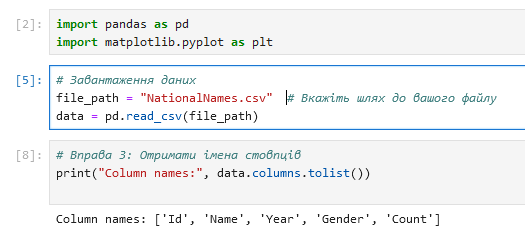 [2]: import pandas as pd
import matplotlib.pyplot as plt
[5]: # Завантаження даних
file_path = "NationalNames.csv"  # Вкажіть шлях до вашого файлу
data = pd.read_csv(file_path)
[8]: # Вправа 3: Отримати імена стовпців
print("Column names:", data.columns.tolist())
Column names: ['Id', 'Name', 'Year', 'Gender', 'Count']